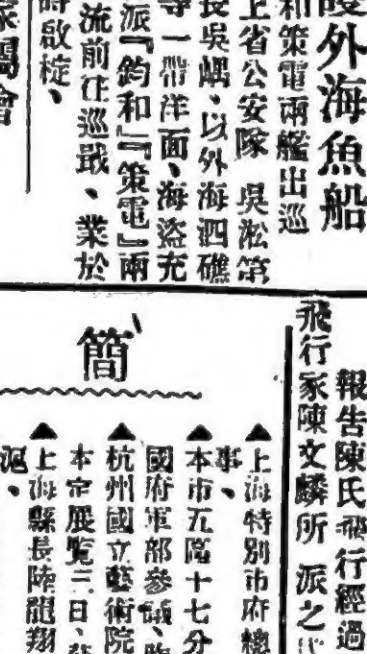 護外海魚船
和策電兩艦出巡
上省公安隊吳淞第
長吳嵎、以外海泗礁
等一帶洋面、海盜充
派『鈞和』『策電』兩
流前往巡戢、業於
時啟椗、
報告陳氏飛行經過
飛行家陳文麟所派之
簡
▲上海特別市府總
事、
▲本市五區十七分
國府軍部參
▲杭州國立藝術院
本定展覽三日、
▲上海縣長陸龍翔
滬、